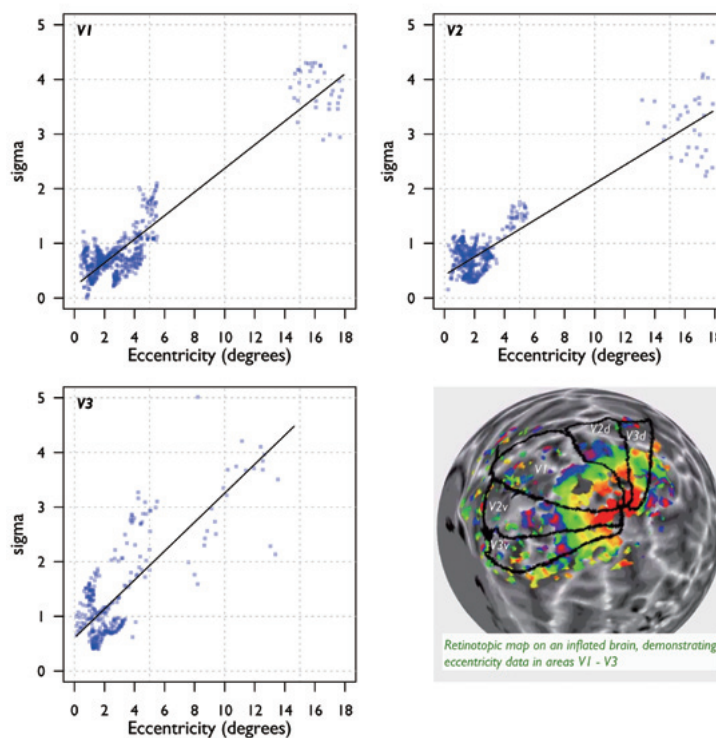 V1
5
4
3
2
1
0
sigma
0 2 4 6 8 10 12 14 16 18
Eccentricity (degrees)
V2
5
4
3
2
1
0
sigma
0 2 4 6 8 10 12 14 16 18
Eccentricity (degrees)
V3
5
4
3
2
1
0
sigma
0 2 4 6 8 10 12 14 16 18
Eccentricity (degrees)
V2d
V3d
V1
V2v
V3v
Retinotopic map on an inflated brain, demonstrating
eccentricity data in areas V1 - V3